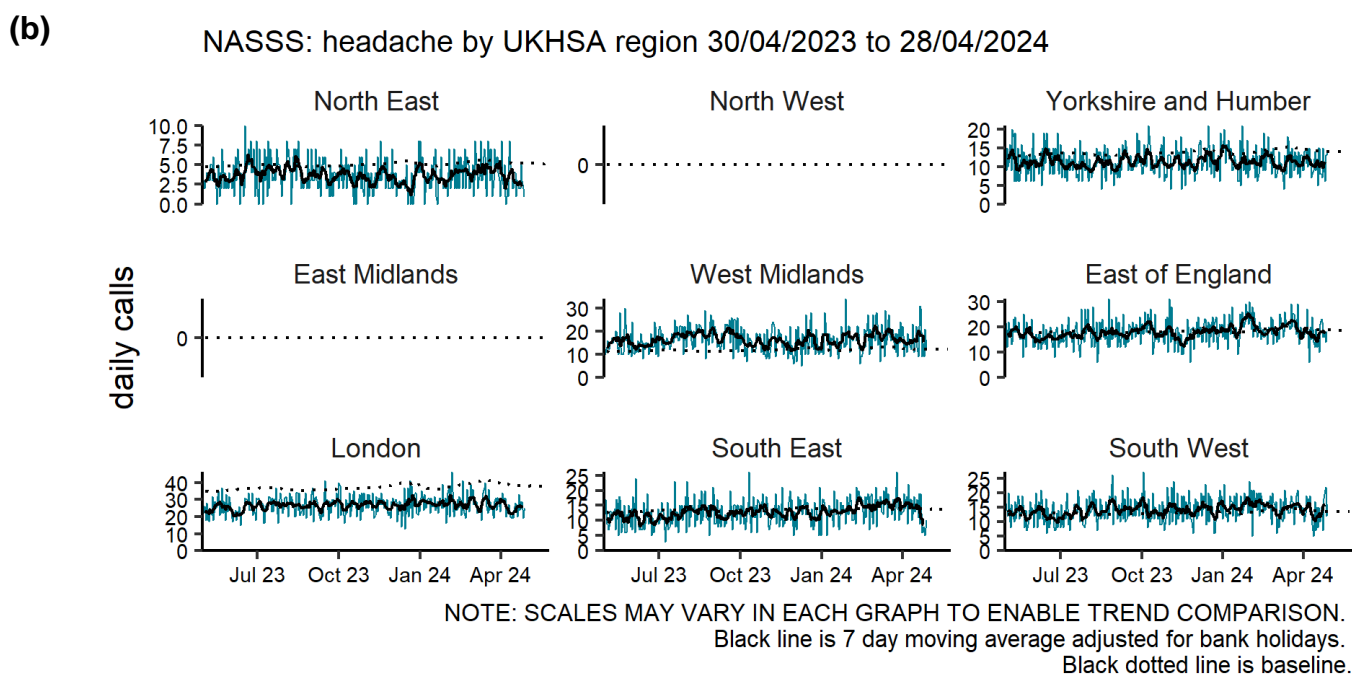 (b)
NASSS: headache by UKHSA region 30/04/2023 to 28/04/2024
daily calls
North East
10.0
7.5
5.0
2.5
0.0
North West
0
Yorkshire and Humber
20
15
10
5
0
East Midlands
0
West Midlands
30
20
10
0
East of England
30
20
10
0
London
40
30
20
10
0
South East
25
20
15
10
5
0
South West
25
20
15
10
5
0
Jul 23 Oct 23 Jan 24 Apr 24
Jul 23 Oct 23 Jan 24 Apr 24
Jul 23 Oct 23 Jan 24 Apr 24
NOTE: SCALES MAY VARY IN EACH GRAPH TO ENABLE TREND COMPARISON.
Black line is 7 day moving average adjusted for bank holidays.
Black dotted line is baseline.